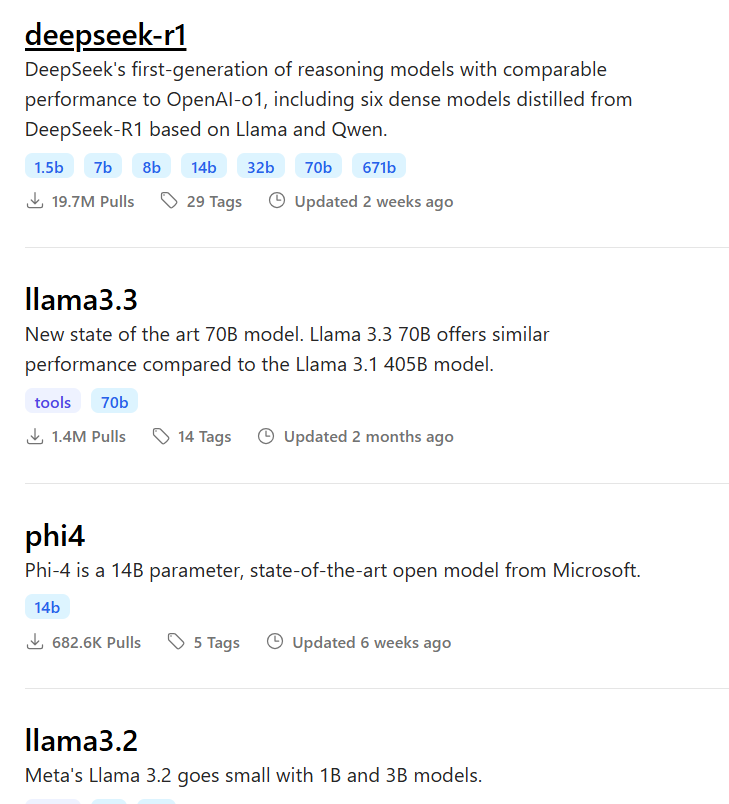 deepseek-r1
DeepSeek's first-generation of reasoning models with comparable
performance to OpenAI-o1, including six dense models distilled from
DeepSeek-R1 based on Llama and Qwen.
1.5b 7b 8b 14b 32b 70b 671b
19.7M Pulls 29 Tags Updated 2 weeks ago
llama3.3
New state of the art 70B model. Llama 3.3 70B offers similar
performance compared to the Llama 3.1 405B model.
tools 70b
1.4M Pulls 14 Tags Updated 2 months ago
phi4
Phi-4 is a 14B parameter, state-of-the-art open model from Microsoft.
14b
682.6K Pulls 5 Tags Updated 6 weeks ago
llama3.2
Meta's Llama 3.2 goes small with 1B and 3B models.